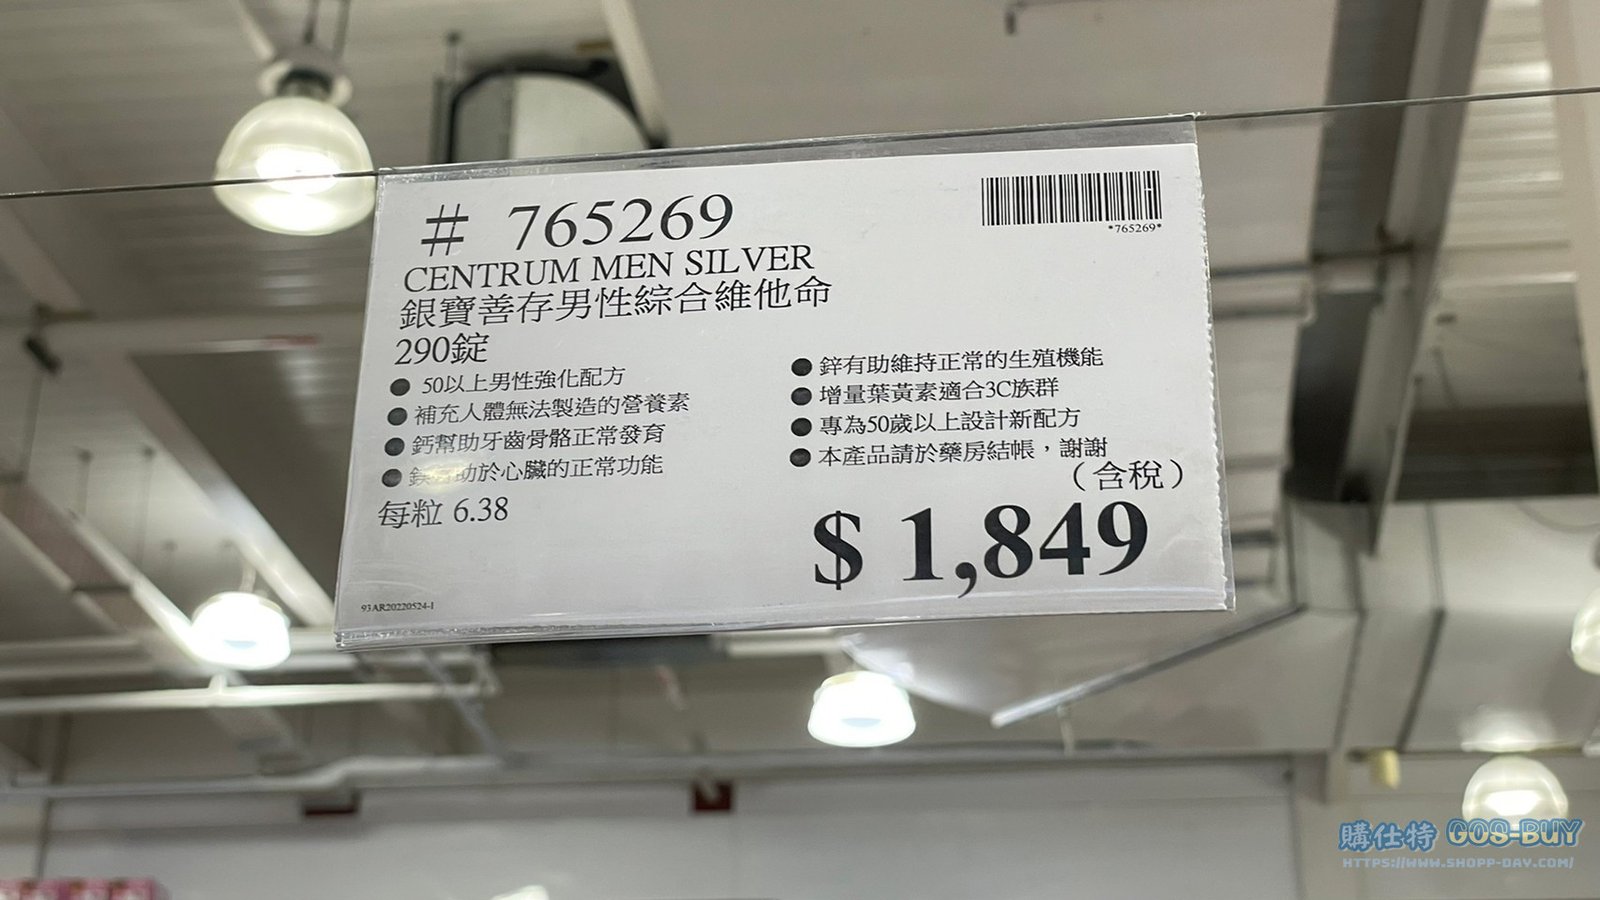 # 765269
*765269*
CENTRUM MEN SILVER
銀寶善存男性綜合維他命
290錠
● 50以上男性強化配方
● 補充人體無法製造的營養素
● 鈣幫助牙齒骨骼正常發育
● 鎂有助於心臟的正常功能
每粒 6.38
● 鋅有助維持正常的生殖機能
● 增量葉黃素適合3C族群
● 專為50歲以上設計新配方
● 本產品請於藥房結帳，謝謝
（含稅）
$ 1,849
93AR20220524-1
購仕特 GOS-BUY
HTTPS://WWW.SHOPP-DAY.COM/